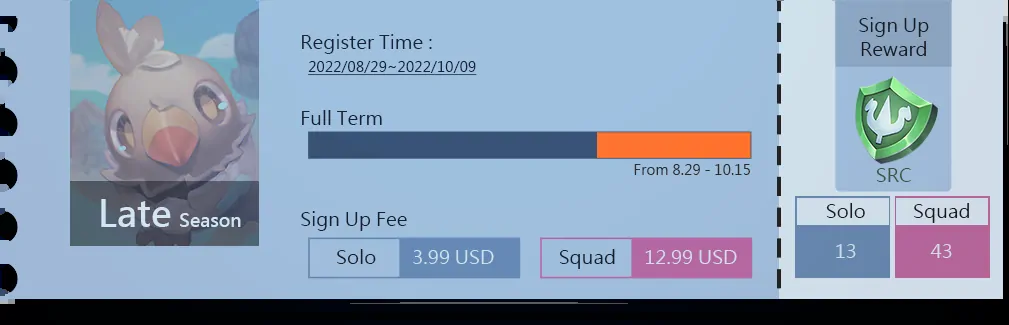 Late Season
Register Time :
2022/08/29~2022/10/09
Full Term
From 8.29 - 10.15
Sign Up Fee
Solo 3.99 USD Squad 12.99 USD
Sign Up
Reward
SRC
Solo Squad
13 43